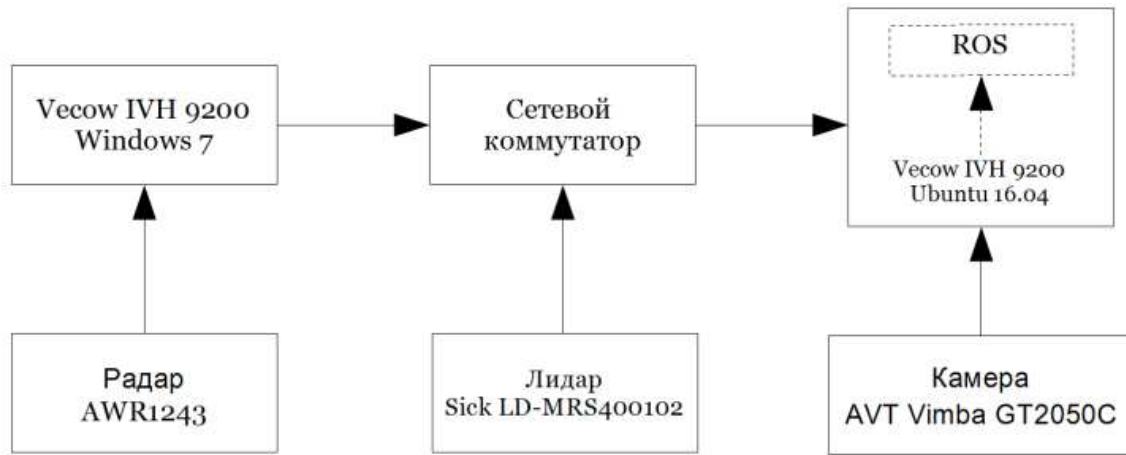 ROS
Vecow IVH 9200
Windows 7
Сетевой
коммутатор
Vecow IVH 9200
Ubuntu 16.04
Радар
AWR1243
Лидар
Sick LD-MRS400102
Камера
AVT Vimba GT2050C